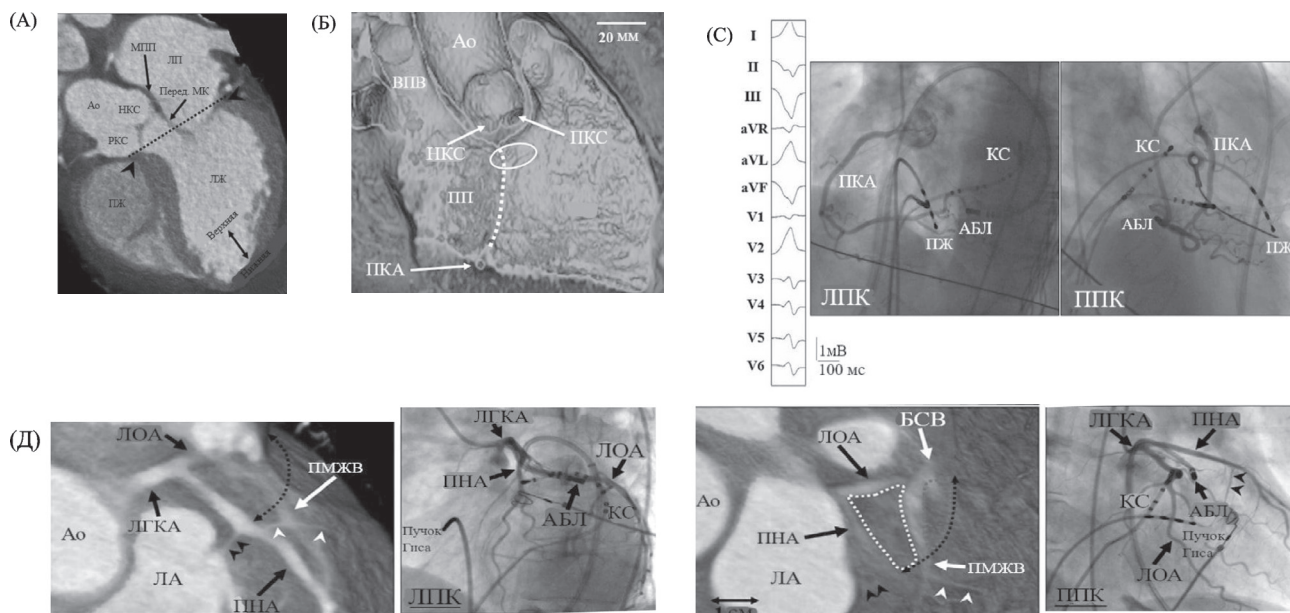 (А)
МПП
ЛП
Перед. МК
Ао
НКС
РКС
ЛЖ
ПЖ
Верхняя
(Б)
20 мм
Ао
ВПВ
НКС
ПКС
ПП
ПКА
(С)
I
II
III
aVR
aVL
aVF
V1
V2
V3
V4
V5
V6
1мВ
100 мс
КС
ПКА
АБЛ
ПЖ
ЛПК
КС
ПКА
АБЛ
ПЖ
ППК
(Д)
ЛОА
ПМЖВ
ЛГКА
Ао
ЛА
ПНА
ЛГКА
ЛОА
ПНА
АБЛ
КС
Пучок
Гиса
ЛПК
БСВ
ЛОА
Ао
ПНА
ЛА
ПМЖВ
ЛГКА
ПНА
КС
АБЛ
Пучок
Гиса
ЛОА
ППК